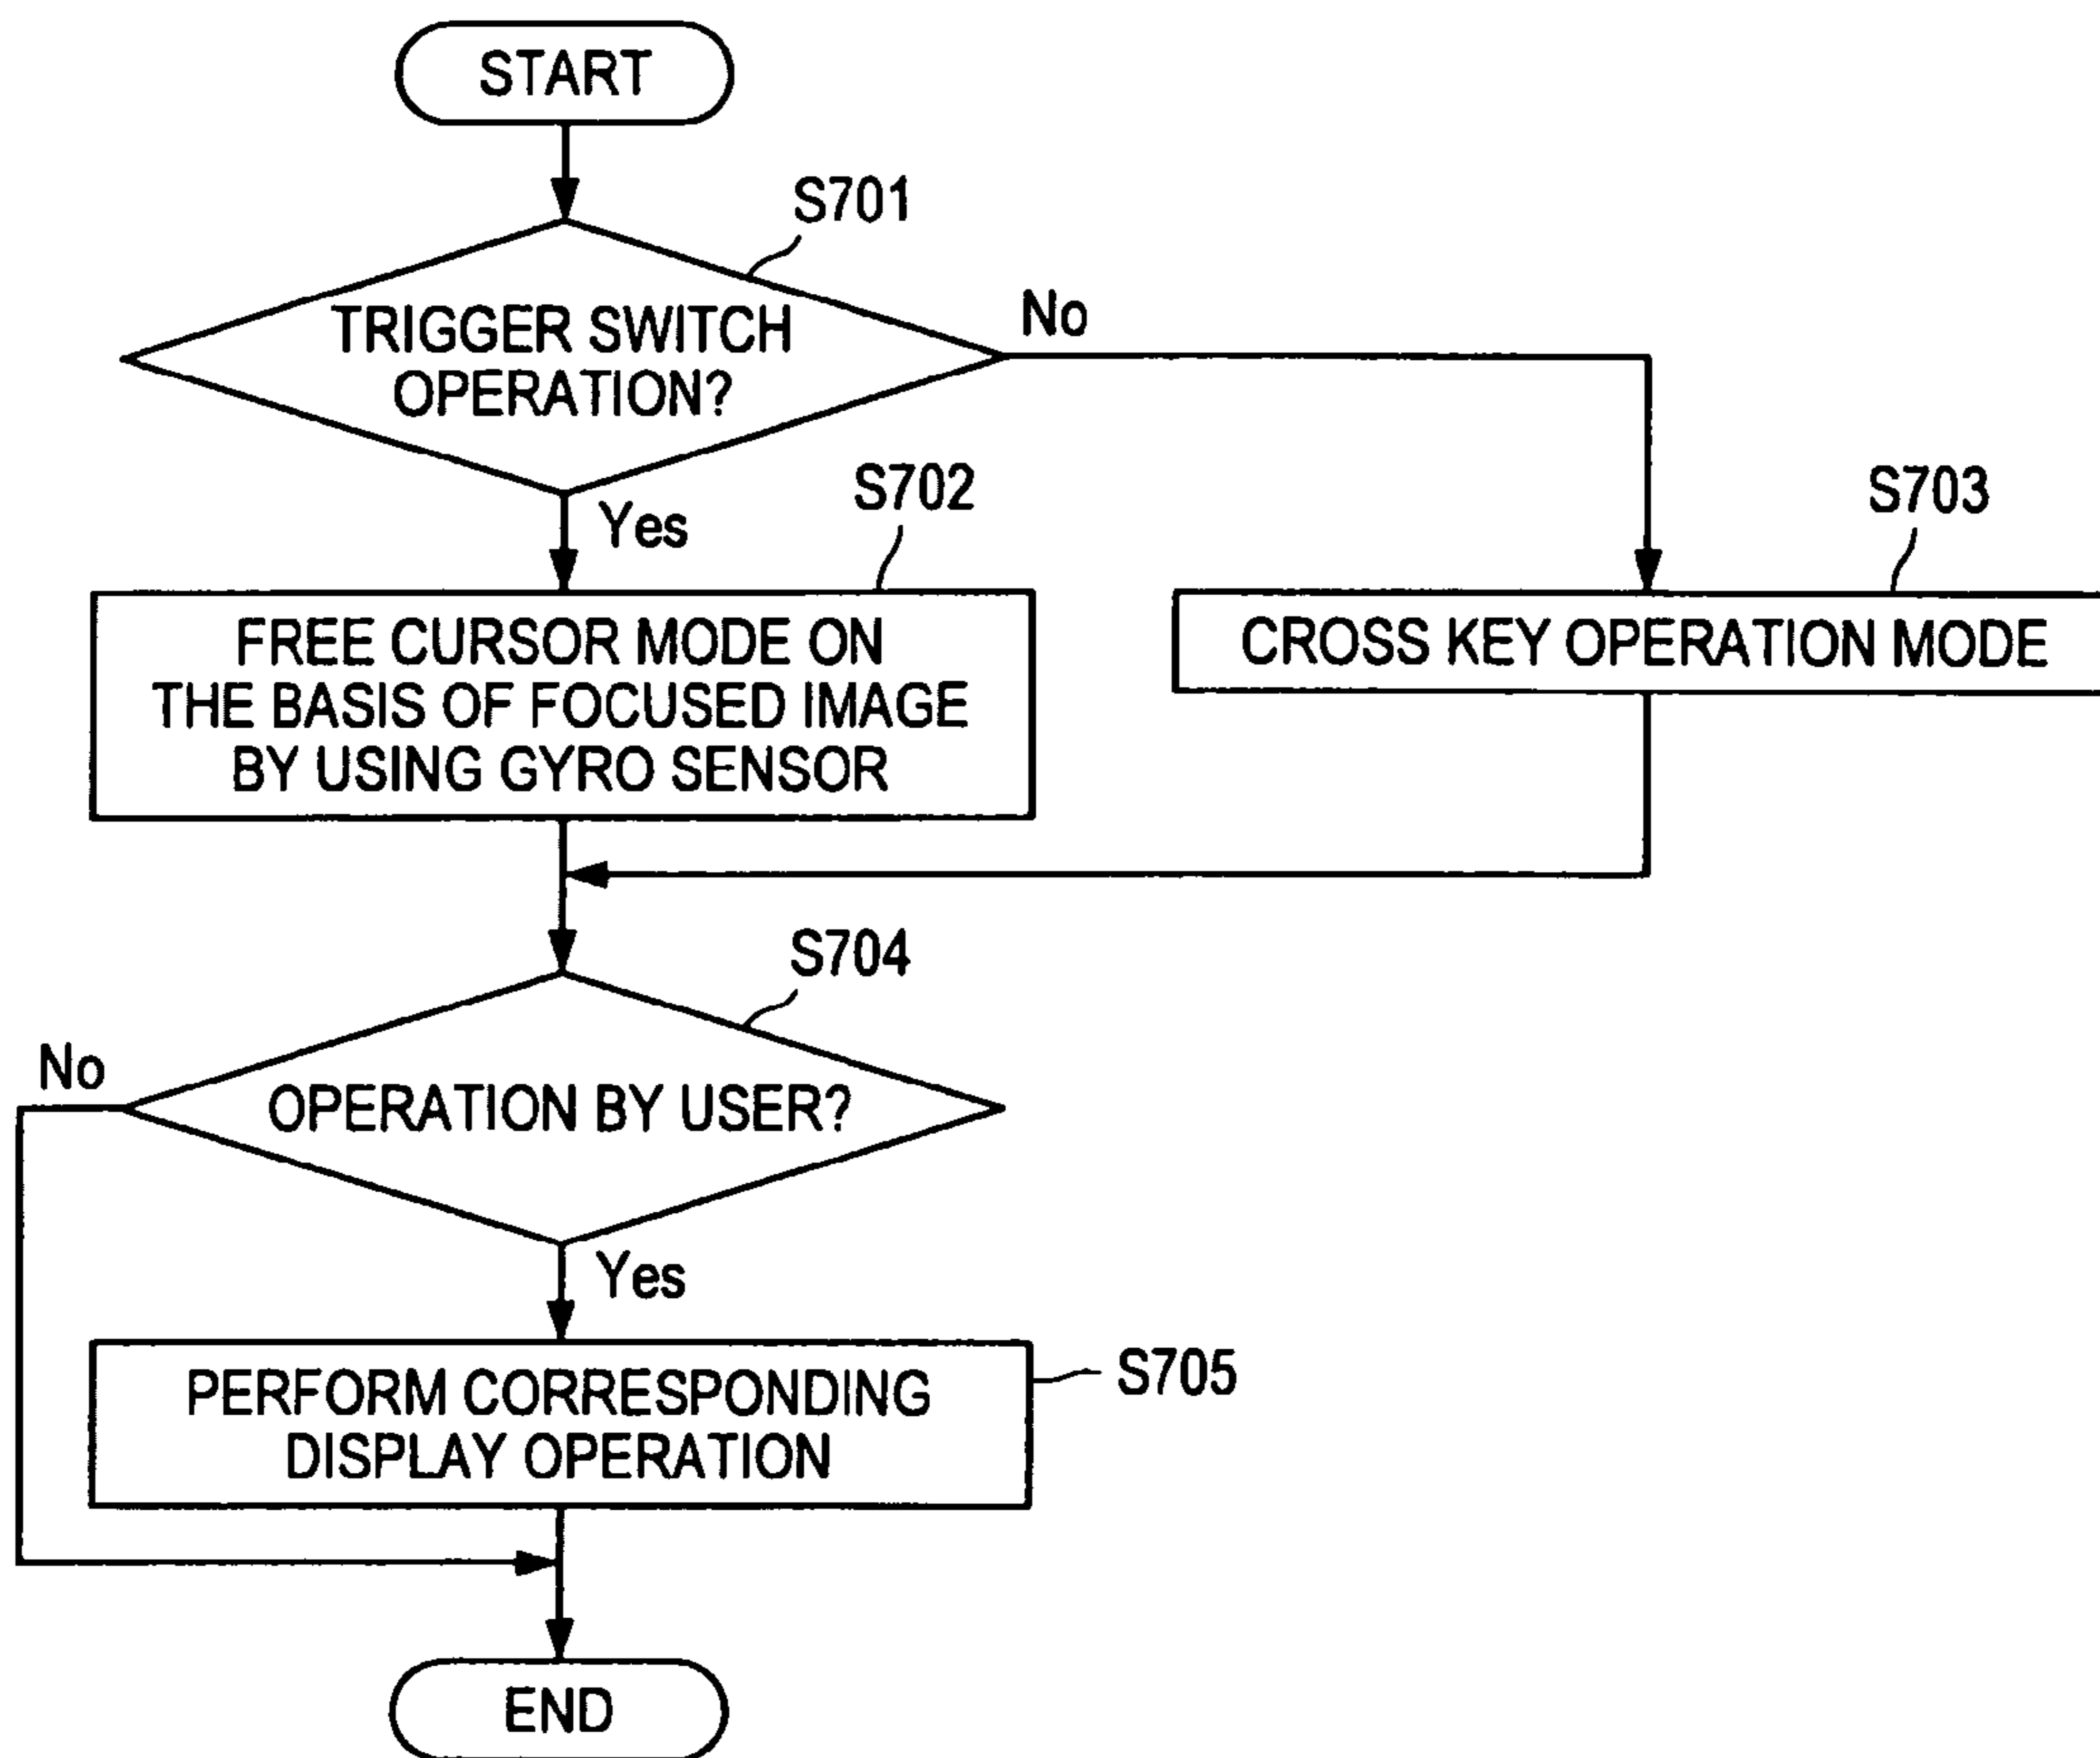 START
S701
TRIGGER SWITCH
OPERATION?
No
Yes
S702
S703
FREE CURSOR MODE ON
THE BASIS OF FOCUSED IMAGE
BY USING GYRO SENSOR
CROSS KEY OPERATION MODE
S704
No
OPERATION BY USER?
Yes
PERFORM CORRESPONDING
DISPLAY OPERATION
S705
END